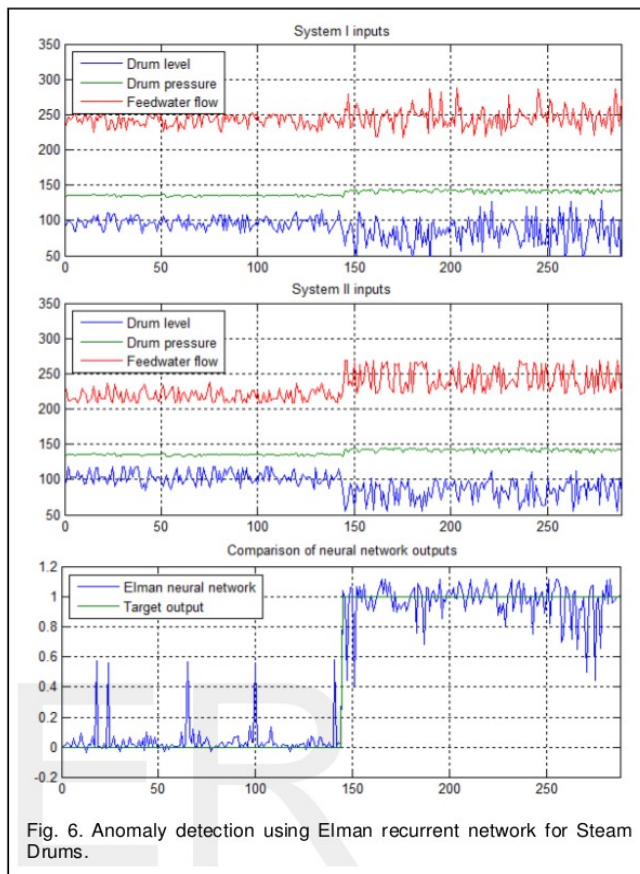 System I inputs
350
300
250
200
150
100
50
Drum level
Drum pressure
Feedwater flow
0
50
100
150
200
250
System II inputs
350
300
250
200
150
100
50
Drum level
Drum pressure
Feedwater flow
0
50
100
150
200
250
Comparison of neural network outputs
1.2
1
0.8
0.6
0.4
0.2
0
-0.2
Elman neural network
Target output
0
50
100
150
200
250
ER
Fig. 6. Anomaly detection using Elman recurrent network for Steam
Drums.